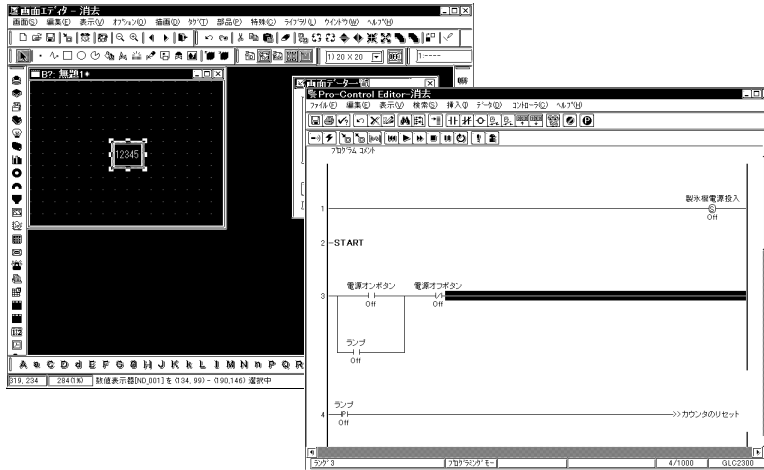 画面エディタ - 消去
画面(S) 編集(E) 表示(V) オプション(O) 描画(D) タグ(T) 部品(P) 特殊(C) ライブラリ(L) ウィンドウ(W) ヘルプ(H)
1) 20 × 20
1:----
B?: 無題1*
12345
画面データ一覧
A B C D d E F G H J K k L l M N n P Q R
319, 234 284(1%) 数値表示器[ND_001]を (134, 99) - (190,146) 選択中
Pro-Control Editor-消去
ファイル(F) 編集(E) 表示(V) 検索(S) 挿入(I) データ(D) コントローラ(C) ヘルプ(H)
プログラム コメント
製氷機電源投入
1
Off
2 START
電源オンボタン 電源オフボタン
3
Off Off
ランプ
Off
ランプ
4 P >>カウンタのリセット
Off
ラング 3 プログラミング モード 4/1000 GLC2300